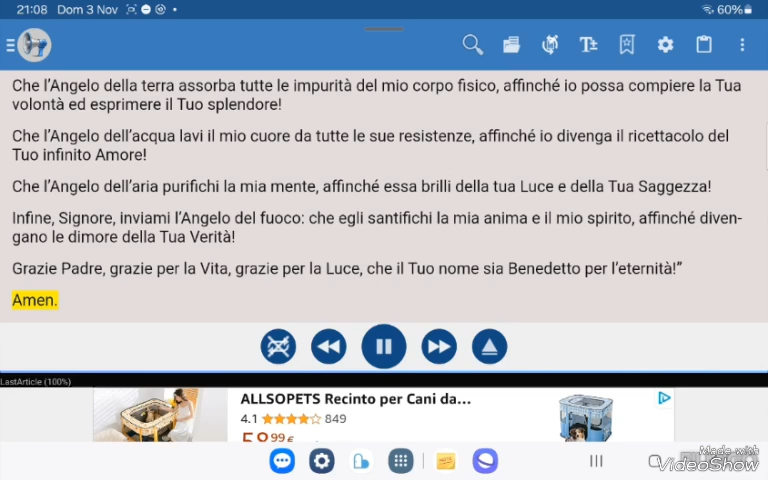 21:08 Dom 3 Nov
60%
Che l’Angelo della terra assorba tutte le impurità del mio corpo fisico, affinché io possa compiere la Tua
volontà ed esprimere il Tuo splendore!
Che l’Angelo dell’acqua lavi il mio cuore da tutte le sue resistenze, affinché io divenga il ricettacolo del
Tuo infinito Amore!
Che l’Angelo dell’aria purifichi la mia mente, affinché essa brilli della tua Luce e della Tua Saggezza!
Infine, Signore, inviami l’Angelo del fuoco: che egli santifichi la mia anima e il mio spirito, affinché diven-
gano le dimore della Tua Verità!
Grazie Padre, grazie per la Vita, grazie per la Luce, che il Tuo nome sia Benedetto per l’eternità!”
Amen.
LastArticle (100%)
ALLSOPETS Recinto per Cani da...
4.1 849
58,99 €
Made with
VideoShow